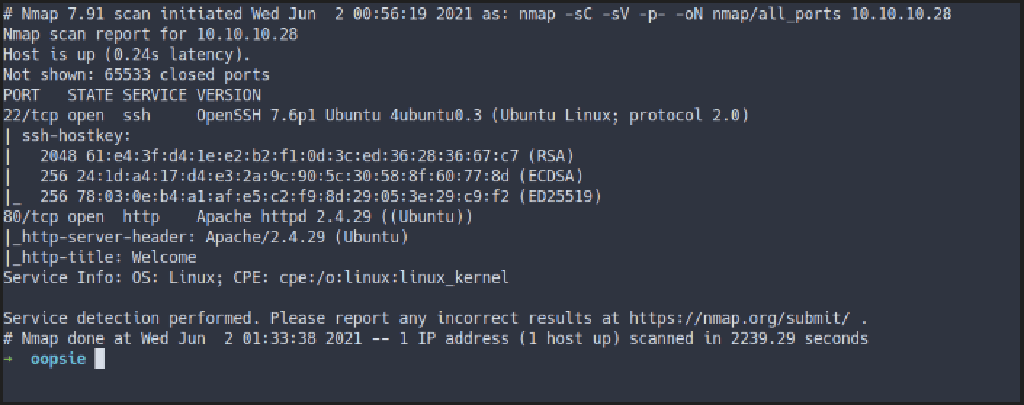 # Nmap 7.91 scan initiated Wed Jun  2 00:56:19 2021 as: nmap -sC -sV -p- -oN nmap/all_ports 10.10.10.28
Nmap scan report for 10.10.10.28
Host is up (0.24s latency).
Not shown: 65533 closed ports
PORT   STATE SERVICE VERSION
22/tcp open  ssh     OpenSSH 7.6p1 Ubuntu 4ubuntu0.3 (Ubuntu Linux; protocol 2.0)
| ssh-hostkey:
|   2048 61:e4:3f:d4:1e:e2:b2:f1:0d:3c:ed:36:28:36:67:c7 (RSA)
|   256 24:1d:a4:17:d4:e3:2a:9c:90:5c:30:58:8f:60:77:8d (ECDSA)
|_  256 78:03:0e:b4:a1:af:e5:c2:f9:8d:29:05:3e:29:c9:f2 (ED25519)
80/tcp open  http    Apache httpd 2.4.29 ((Ubuntu))
|_http-server-header: Apache/2.4.29 (Ubuntu)
|_http-title: Welcome
Service Info: OS: Linux; CPE: cpe:/o:linux:linux_kernel

Service detection performed. Please report any incorrect results at https://nmap.org/submit/ .
# Nmap done at Wed Jun  2 01:33:38 2021 -- 1 IP address (1 host up) scanned in 2239.29 seconds
→  oopsie